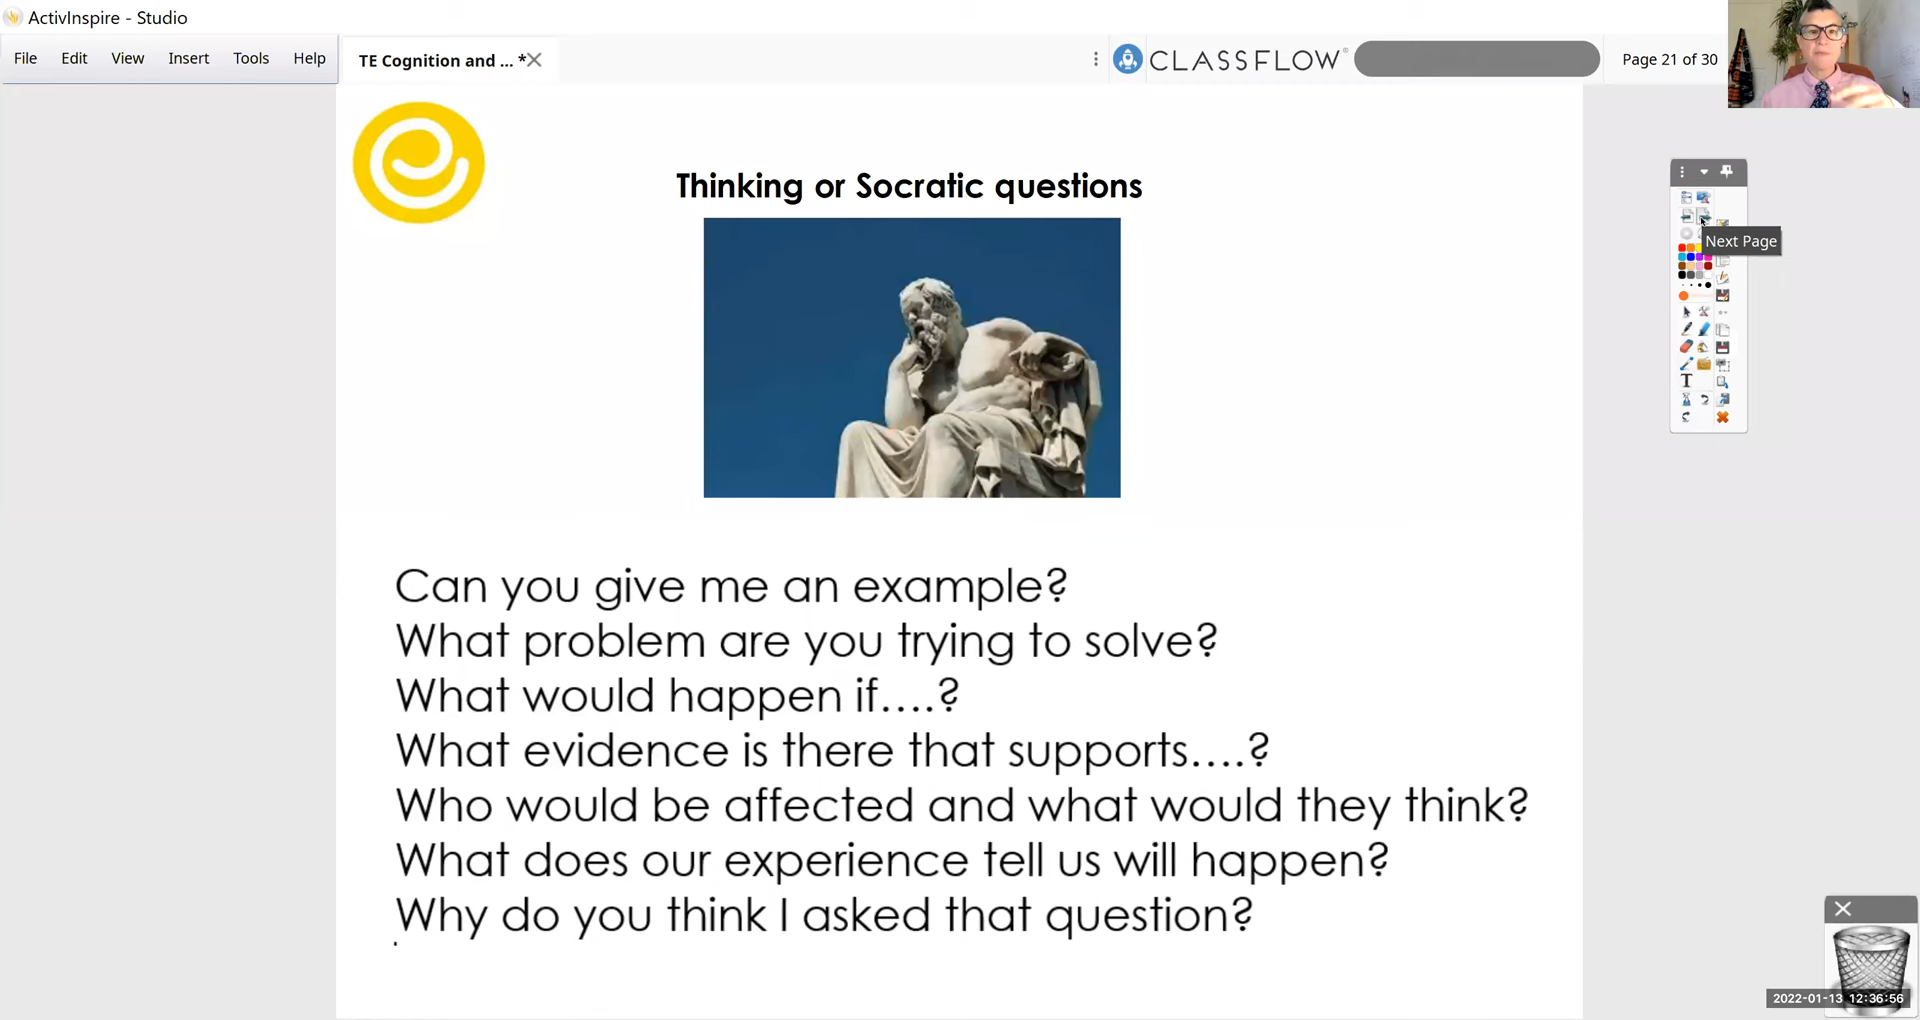 ActivInspire - Studio
File Edit View Insert Tools Help
TE Cognition and ... *
CLASSFLOW
Page 21 of 30
Next Page
T
Thinking or Socratic questions
Can you give me an example?
What problem are you trying to solve?
What would happen if....?
What evidence is there that supports....?
Who would be affected and what would they think?
What does our experience tell us will happen?
Why do you think I asked that question?
2022-01-13 12:36:56